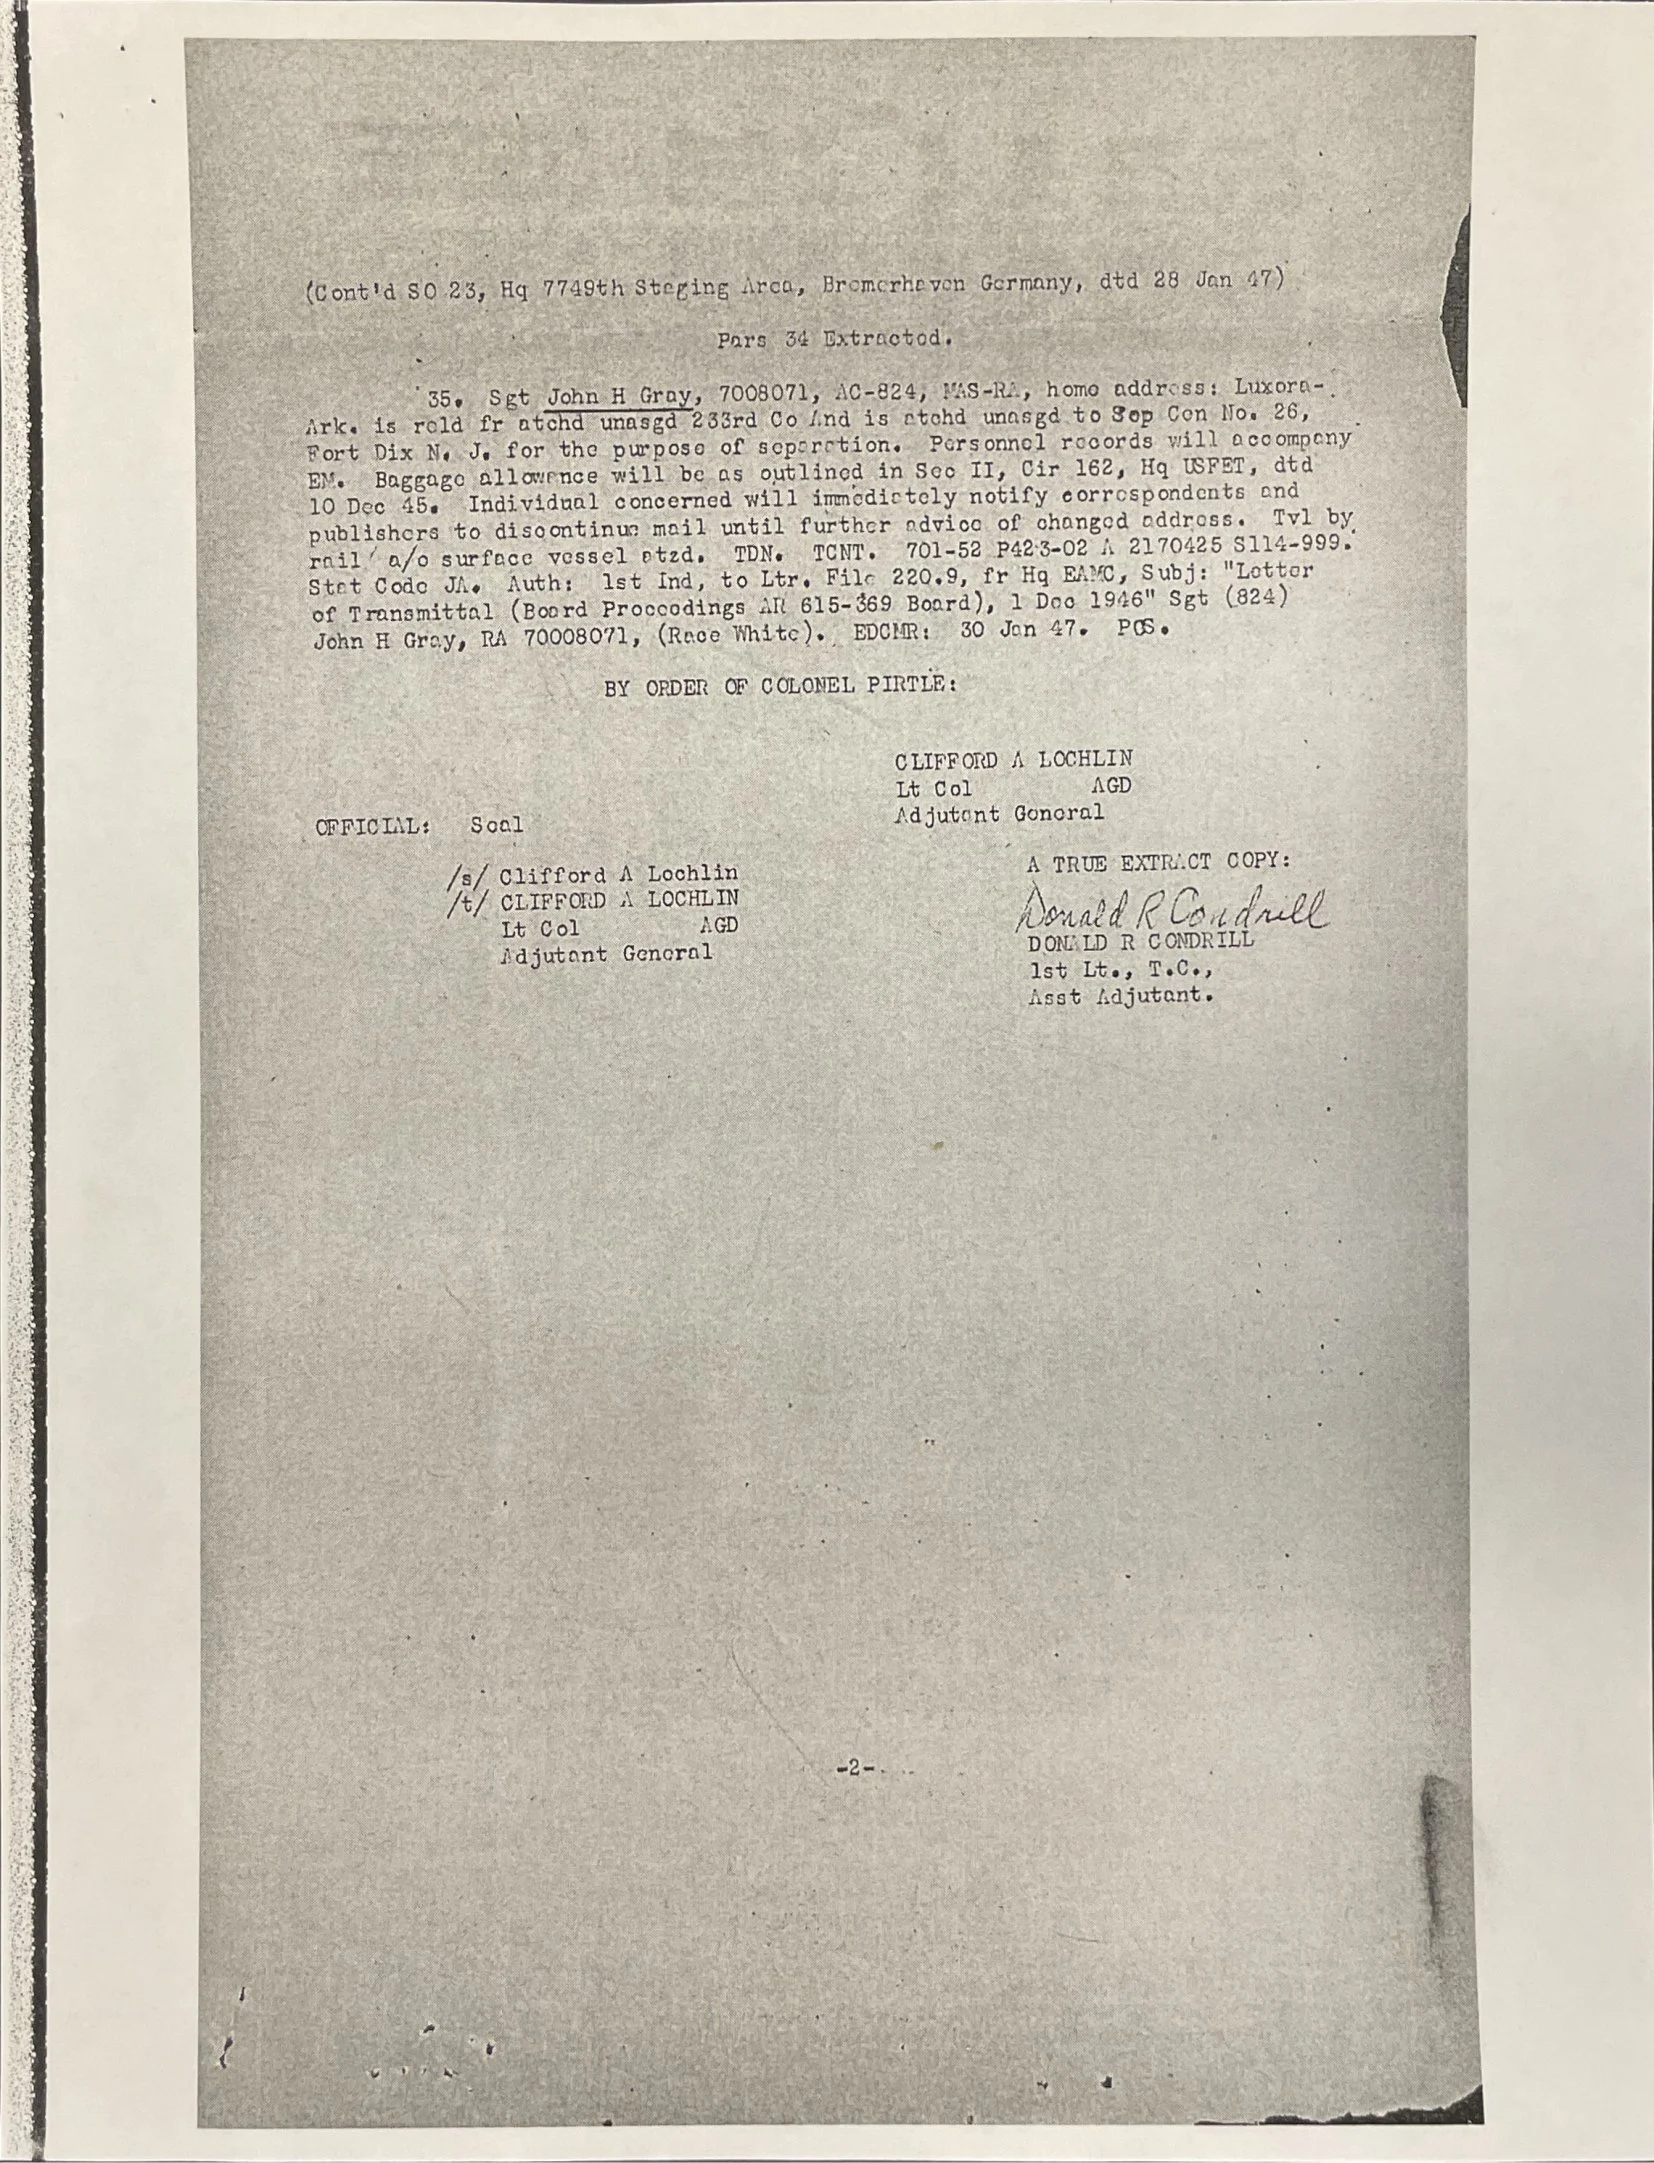 (Cont'd SO 23, Hq 7749th Staging Area, Bremerhaven Germany, dtd 28 Jan 47)
Pars 34 Extracted.
35. Sgt John H Gray, 7008071, AC-824, MAS-RA, home address: Luxora-
Ark. is reld fr atchd unasgd 233rd Co And is atchd unasgd to Sep Cen No. 26,
Fort Dix N. J. for the purpose of separation. Personnel records will accompany
EM. Baggage allowance will be as outlined in Sec II, Cir 162, Hq USFET, dtd
10 Dec 45. Individual concerned will immediately notify correspondents and
publishers to discontinue mail until further advice of changed address. Tvl by
rail a/o surface vessel atzd. TDN. TCNT. 701-52 P423-02 A 2170425 S114-999.
Stat Code JA. Auth: 1st Ind, to Ltr. File 220.9, fr Hq EAMC, Subj: "Letter
of Transmittal (Board Proceedings AR 615-369 Board), 1 Dec 1946" Sgt (824)
John H Gray, RA 70008071, (Race White). EDCMR: 30 Jan 47. PCS.
BY ORDER OF COLONEL PIRTLE:
CLIFFORD A LOCHLIN
Lt Col AGD
Adjutant General
OFFICIAL: Seal
/s/ Clifford A Lochlin
/t/ CLIFFORD A LOCHLIN
Lt Col AGD
Adjutant General
A TRUE EXTRACT COPY:
Donald R Condrill
DONALD R CONDRILL
1st Lt., T.C.,
Asst Adjutant.
-2-